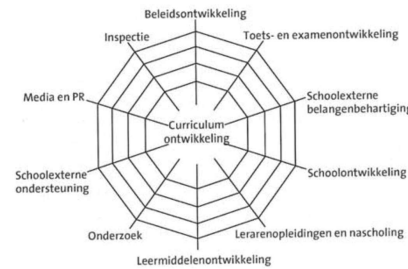 Beleidsontwikkeling
Inspectie
Toets- en examenontwikkeling
Media en PR
Schoolexterne
belangenbehartiging
Curriculum
ontwikkeling
Schoolexterne
ondersteuning
Schoolontwikkeling
Onderzoek
Lerarenopleidingen en nascholing
Leermiddelenontwikkeling